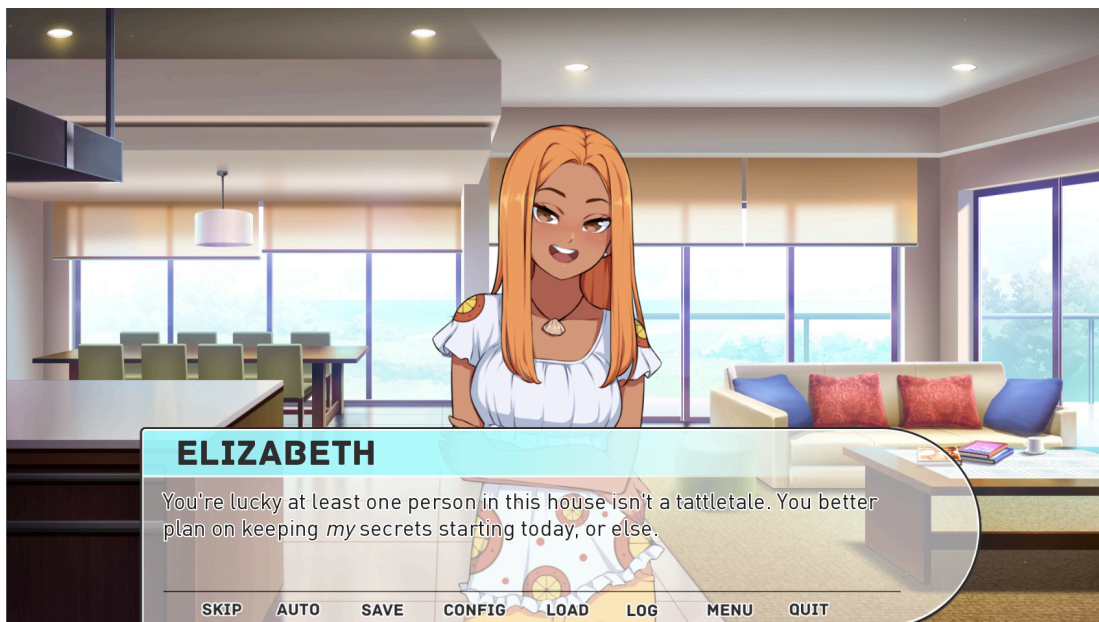 ELIZABETH
You're lucky at least one person in this house isn't a tattletale. You better
plan on keeping my secrets starting today, or else.
SKIP AUTO SAVE CONFIG LOAD LOG MENU QUIT